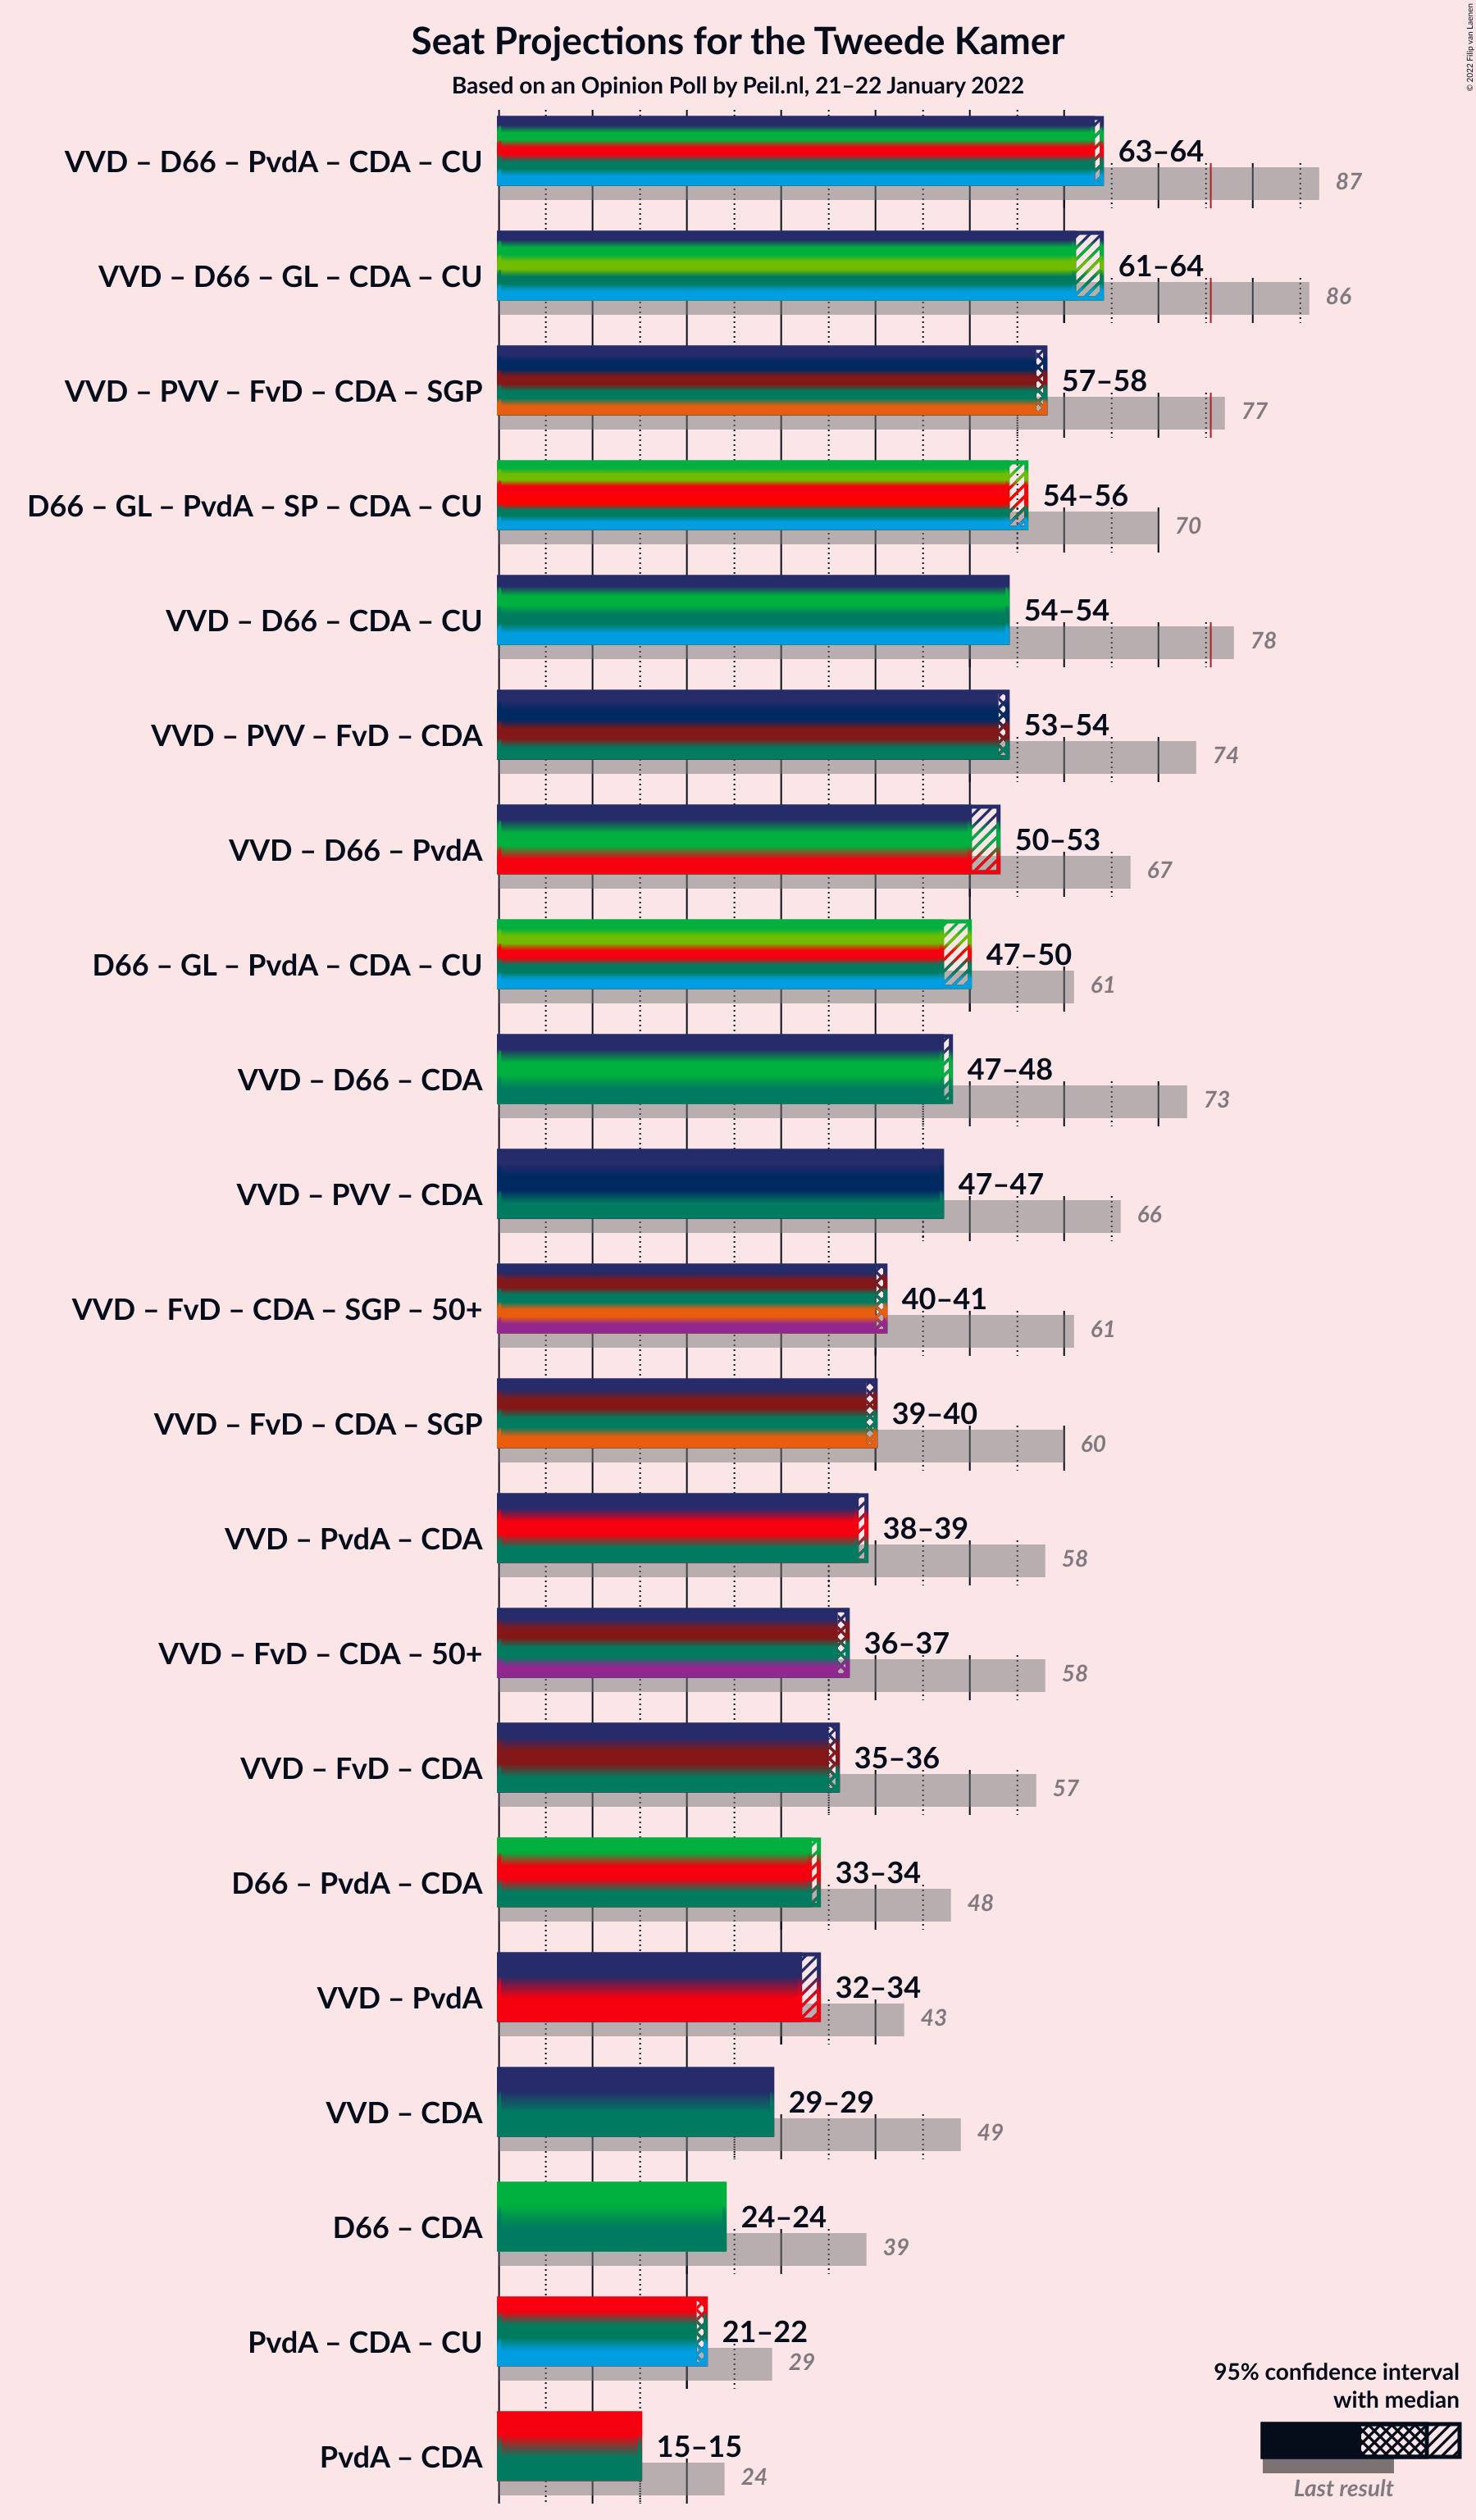 Seat Projections for the Tweede Kamer
Based on an Opinion Poll by Peil.nl, 21–22 January 2022
© 2022 Filip van Laenen
VVD – D66 – PvdA – CDA – CU
63–64
87
VVD – D66 – GL – CDA – CU
61–64
86
VVD – PVV – FvD – CDA – SGP
57–58
77
D66 – GL – PvdA – SP – CDA – CU
54–56
70
VVD – D66 – CDA – CU
54–54
78
VVD – PVV – FvD – CDA
53–54
74
VVD – D66 – PvdA
50–53
67
D66 – GL – PvdA – CDA – CU
47–50
61
VVD – D66 – CDA
47–48
73
VVD – PVV – CDA
47–47
66
VVD – FvD – CDA – SGP – 50+
40–41
61
VVD – FvD – CDA – SGP
39–40
60
VVD – PvdA – CDA
38–39
58
VVD – FvD – CDA – 50+
36–37
58
VVD – FvD – CDA
35–36
57
D66 – PvdA – CDA
33–34
48
VVD – PvdA
32–34
43
VVD – CDA
29–29
49
D66 – CDA
24–24
39
PvdA – CDA – CU
21–22
29
PvdA – CDA
15–15
24
95% confidence interval
with median
Last result